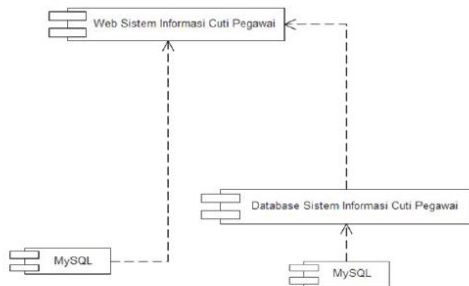 Web Sistem Informasi Cuti Pegawai
Database Sistem Informasi Cuti Pegawai
MySQL
MySQL